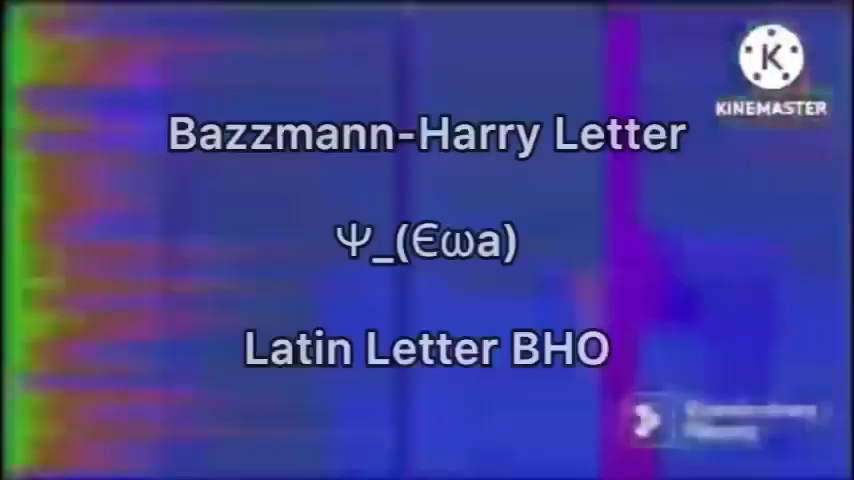 KINEMASTER
Bazzmann-Harry Letter
Ψ_(Єωa)
Latin Letter BHO